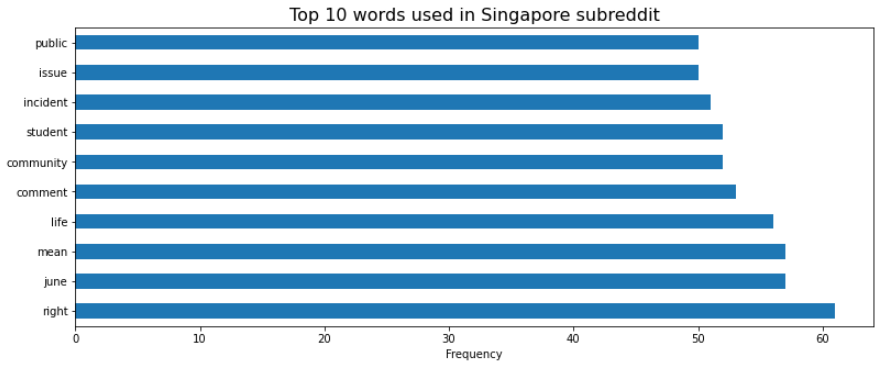 Top 10 words used in Singapore subreddit
public
issue
incident
student
community
comment
life
mean
june
right
0 10 20 30 40 50 60
Frequency